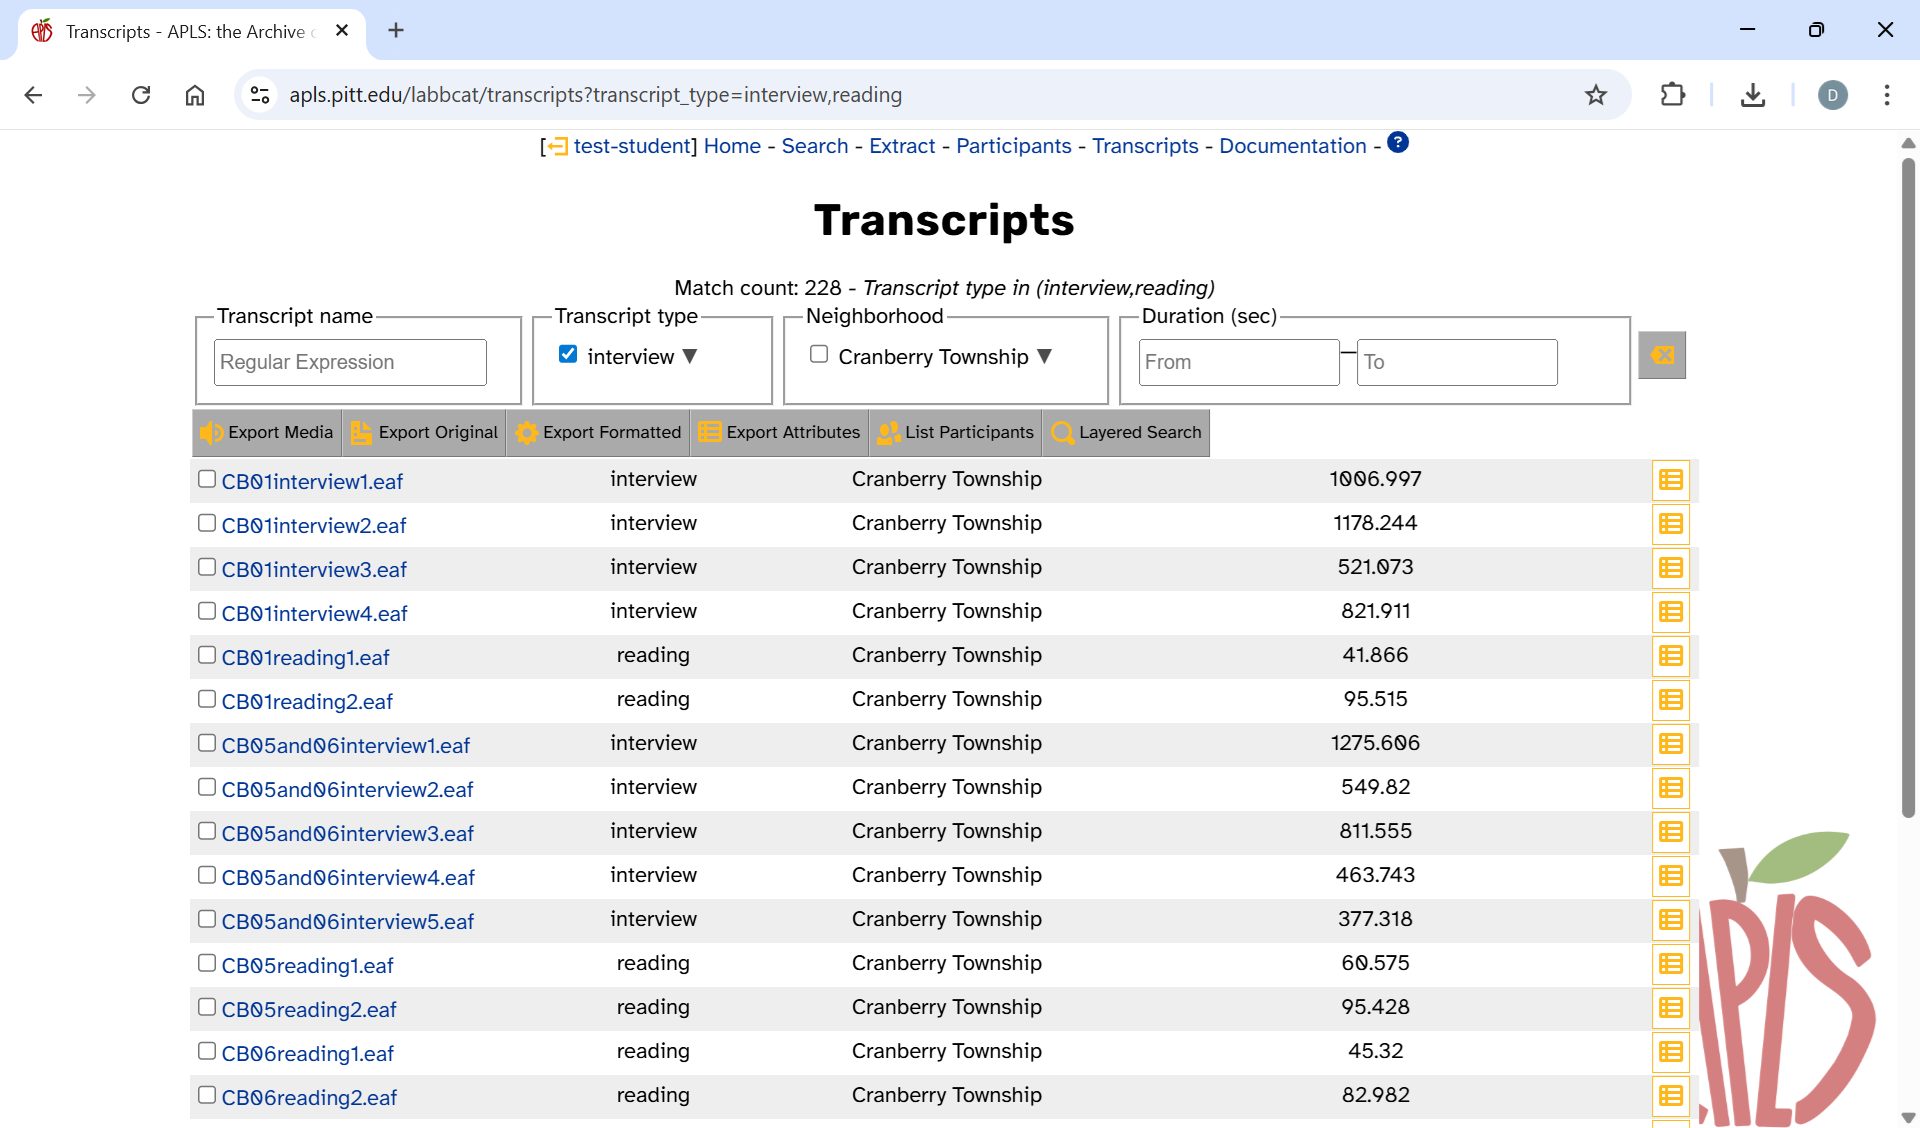 Transcripts - APLS: the Archive
apls.pitt.edu/labbcat/transcripts?transcript_type=interview,reading
D
[ test-student] Home - Search - Extract - Participants - Transcripts - Documentation - ?
Transcripts
Match count: 228 - Transcript type in (interview,reading)
Transcript name Transcript type Neighborhood Duration (sec)
Regular Expression interview ▼ Cranberry Township ▼ From – To
Export Media Export Original Export Formatted Export Attributes List Participants Layered Search
CB01interview1.eaf interview Cranberry Township 1006.997
CB01interview2.eaf interview Cranberry Township 1178.244
CB01interview3.eaf interview Cranberry Township 521.073
CB01interview4.eaf interview Cranberry Township 821.911
CB01reading1.eaf reading Cranberry Township 41.866
CB01reading2.eaf reading Cranberry Township 95.515
CB05and06interview1.eaf interview Cranberry Township 1275.606
CB05and06interview2.eaf interview Cranberry Township 549.82
CB05and06interview3.eaf interview Cranberry Township 811.555
CB05and06interview4.eaf interview Cranberry Township 463.743
CB05and06interview5.eaf interview Cranberry Township 377.318
CB05reading1.eaf reading Cranberry Township 60.575
CB05reading2.eaf reading Cranberry Township 95.428
CB06reading1.eaf reading Cranberry Township 45.32
CB06reading2.eaf reading Cranberry Township 82.982
APLS